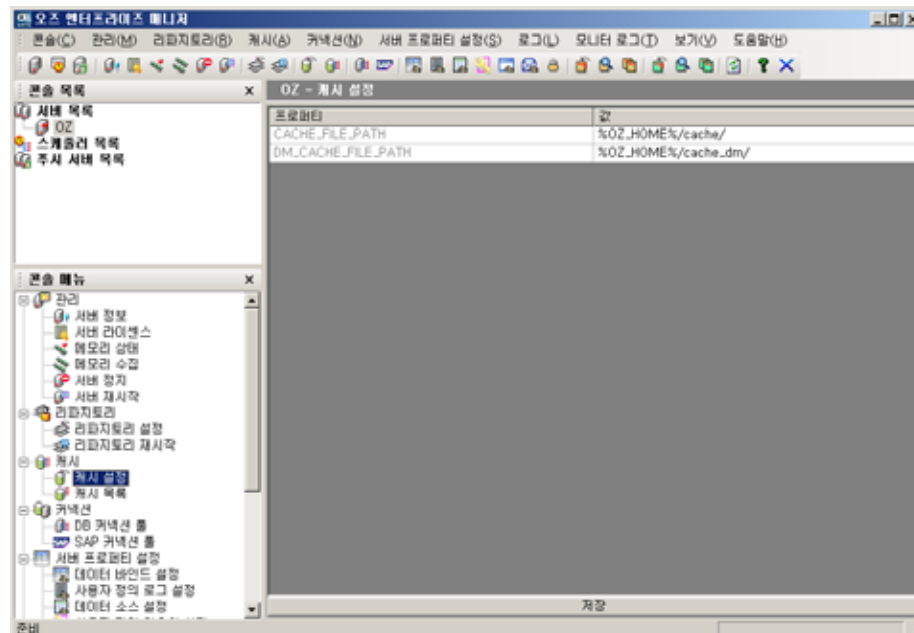 오즈 엔터프라이즈 매니저
콘솔(C) 관리(M) 리파지토리(R) 캐시(A) 커넥션(N) 서버 프로퍼티 설정(S) 로그(L) 모니터 로그(T) 보기(V) 도움말(H)
콘솔 목록
서버 목록
OZ
스케줄러 목록
주시 서버 목록
콘솔 메뉴
관리
서버 정보
서버 라이센스
메모리 상태
메모리 수집
서버 정지
서버 재시작
리파지토리
리파지토리 설정
리파지토리 재시작
캐시
캐시 설정
캐시 목록
커넥션
DB 커넥션 풀
SAP 커넥션 풀
서버 프로퍼티 설정
데이터 바인드 설정
사용자 정의 로그 설정
데이터 소스 설정
OZ - 캐시 설정
프로퍼티 값
CACHE_FILE_PATH %OZ_HOME%/cache/
DM_CACHE_FILE_PATH %OZ_HOME%/cache_dm/
저장
준비